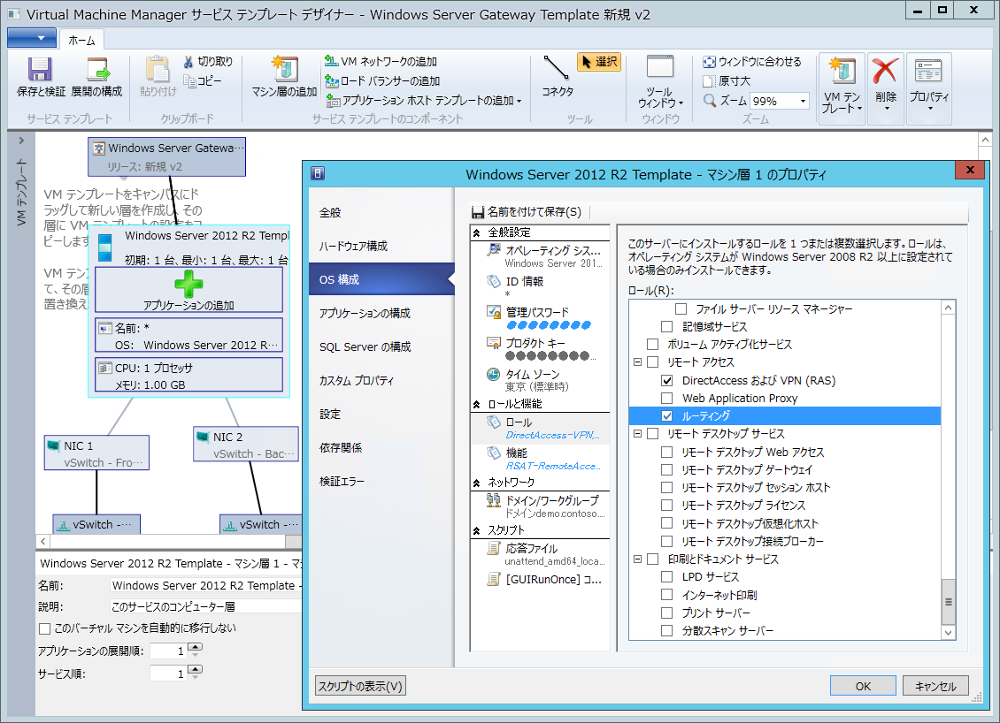 Virtual Machine Manager サービス テンプレート デザイナー - Windows Server Gateway Template 新規 v2
ホーム
保存と検証
展開の構成
サービス テンプレート
貼り付け
切り取り
コピー
クリップボード
マシン層の追加
VM ネットワークの追加
ロード バランサーの追加
アプリケーション ホスト テンプレートの追加
サービス テンプレートのコンポーネント
コネクタ
選択
ツール
ツール
ウィンドウ
ウィンドウ
ウィンドウに合わせる
原寸大
ズーム 99%
ズーム
VM テン
プレート
削除
プロパティ
VM テンプレート
Windows Server Gatewa...
リリース: 新規 v2
VM テンプレートをキャンバスにド
ラッグして新しい層を作成し、その
層に VM テンプレートの設定をコ
ピーします
VM テン
て、その層
置き換え
Windows Server 2012 R2 Templ
初期: 1 台、最小: 1 台、最大: 1 台
アプリケーションの追加
名前: *
OS: Windows Server 2012 R...
CPU: 1 プロセッサ
メモリ: 1.00 GB
NIC 1
vSwitch - Fro...
NIC 2
vSwitch - Bac...
vSwitch - ...
vSwitch - ...
Windows Server 2012 R2 Template - マシン層 1 - マシ
名前: Windows Server 2012 R2 Template -
説明: このサービスのコンピューター層
このバーチャル マシンを自動的に移行しない
アプリケーションの展開順: 1
サービス順: 1
Windows Server 2012 R2 Template - マシン層 1 のプロパティ
全般
ハードウェア構成
OS 構成
アプリケーションの構成
SQL Server の構成
カスタム プロパティ
設定
依存関係
検証エラー
名前を付けて保存(S)
全般設定
オペレーティング シス...
Windows Server 201...
ID 情報
*
管理パスワード
プロダクト キー
...
タイム ゾーン
東京 (標準時)
ロールと機能
ロール
DirectAccess-VPN,...
機能
RSAT-RemoteAcce...
ネットワーク
ドメイン/ワークグループ
ドメインdemo.contoso....
スクリプト
応答ファイル
unattend_amd64_loca...
[GUIRunOnce] コ...
このサーバーにインストールするロールを 1 つまたは複数選択します。ロールは、
オペレーティング システムが Windows Server 2008 R2 以上に設定されて
いる場合のみインストールできます。
ロール(R):
ファイル サーバー リソース マネージャー
記憶域サービス
ボリューム アクティブ化サービス
リモート アクセス
DirectAccess および VPN (RAS)
Web Application Proxy
ルーティング
リモート デスクトップ サービス
リモート デスクトップ Web アクセス
リモート デスクトップ ゲートウェイ
リモート デスクトップ セッション ホスト
リモート デスクトップ ライセンス
リモート デスクトップ仮想化ホスト
リモート デスクトップ接続ブローカー
印刷とドキュメント サービス
LPD サービス
インターネット印刷
プリント サーバー
分散スキャン サーバー
スクリプトの表示(V)
OK
キャンセル